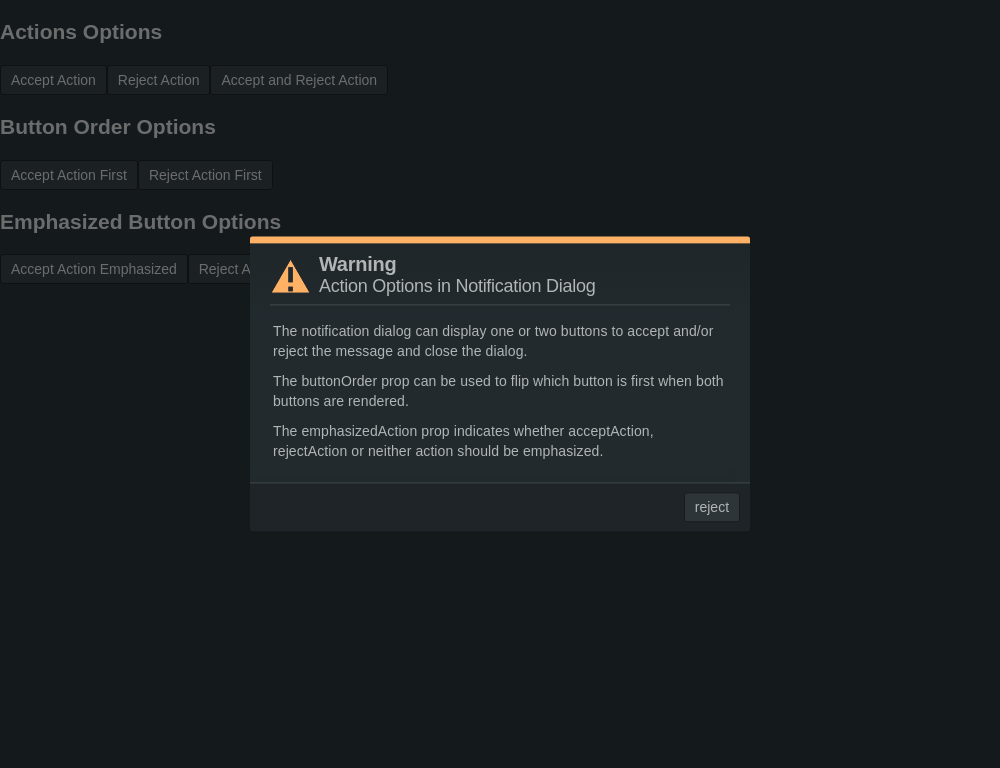 Actions Options
Accept Action Reject Action Accept and Reject Action
Button Order Options
Accept Action First Reject Action First
Emphasized Button Options
Accept Action Emphasized Reject A
Warning
Action Options in Notification Dialog
The notification dialog can display one or two buttons to accept and/or
reject the message and close the dialog.
The buttonOrder prop can be used to flip which button is first when both
buttons are rendered.
The emphasizedAction prop indicates whether acceptAction,
rejectAction or neither action should be emphasized.
reject